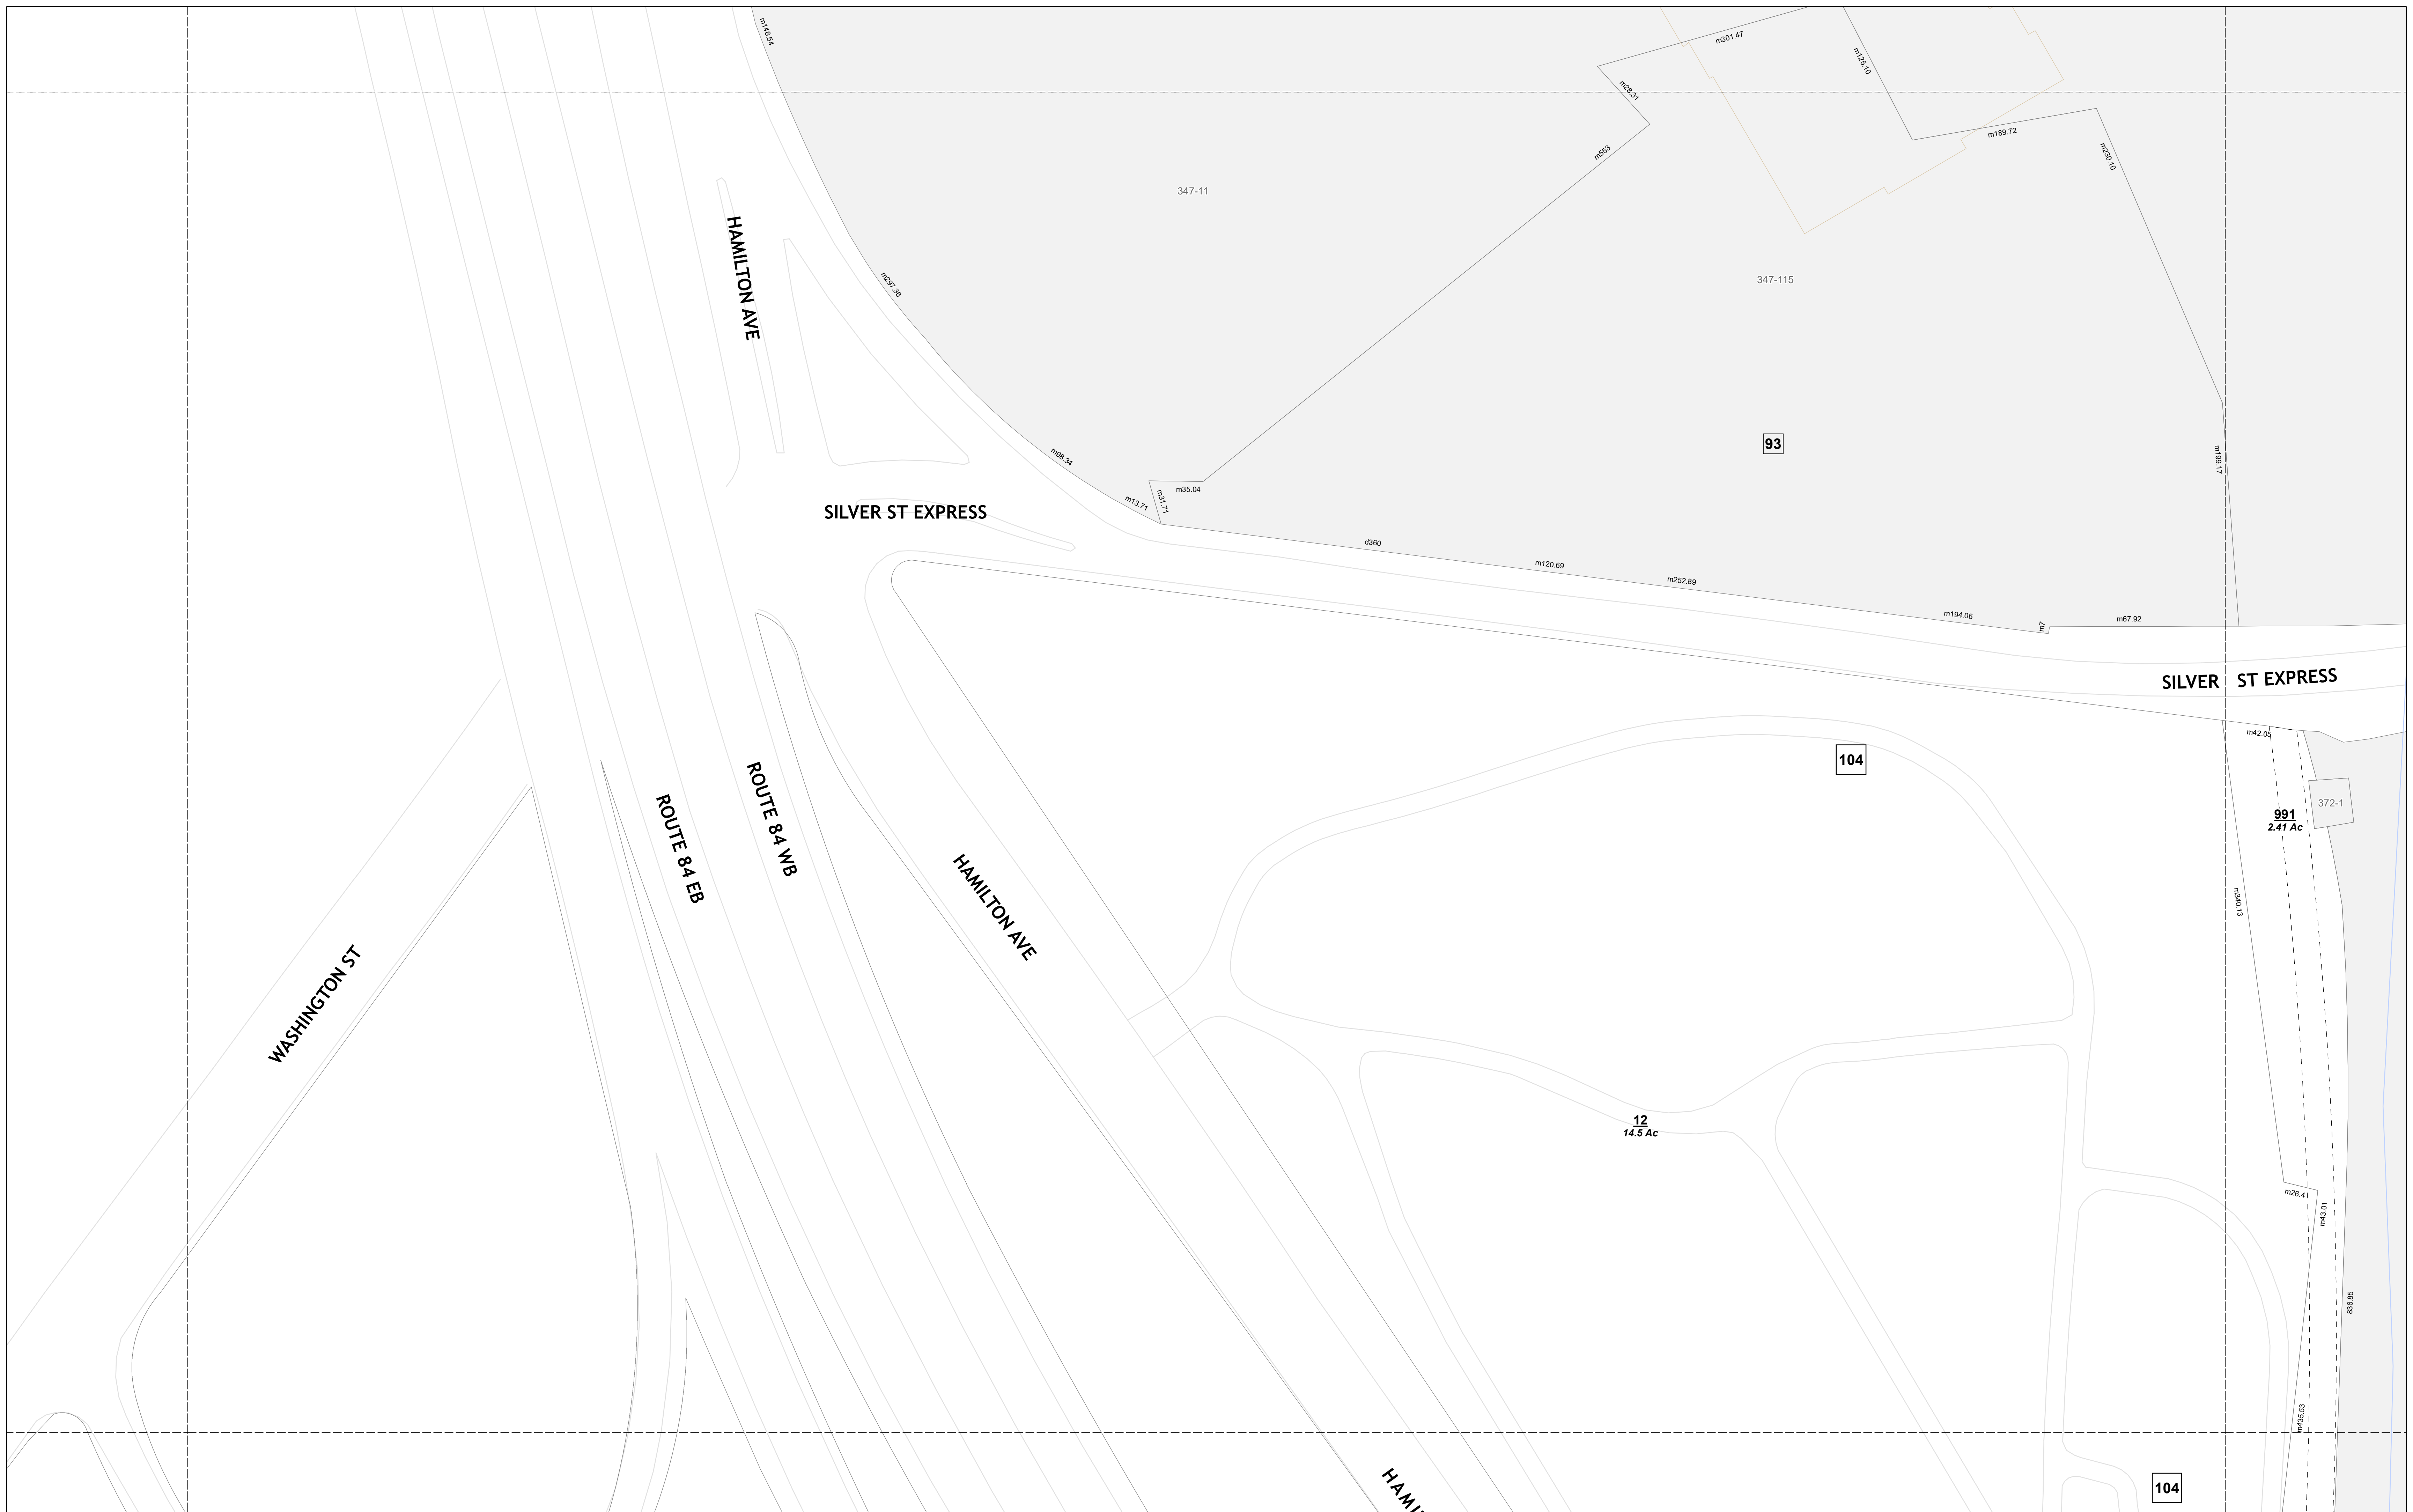 m148.54
m301.47
m125.10
m28.31
m189.72
m553
m230.10
347-11
HAMILTON AVE
347-115
m297.36
93
m98.34
m199.17
m35.04
m31.71
m13.71
SILVER ST EXPRESS
d360
m120.69
m252.89
m194.06
m7
m67.92
SILVER ST EXPRESS
m42.05
104
372-1
991
2.41 Ac
ROUTE 84 WB
ROUTE 84 EB
HAMILTON AVE
m340.13
WASHINGTON ST
12
14.5 Ac
m26.41
m43.01
836.85
m435.53
104
HAMI